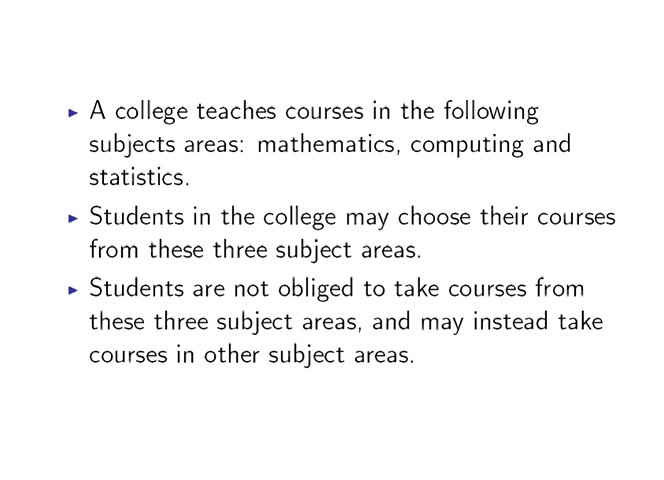 ▶ A college teaches courses in the following
subjects areas: mathematics, computing and
statistics.
▶ Students in the college may choose their courses
from these three subject areas.
▶ Students are not obliged to take courses from
these three subject areas, and may instead take
courses in other subject areas.